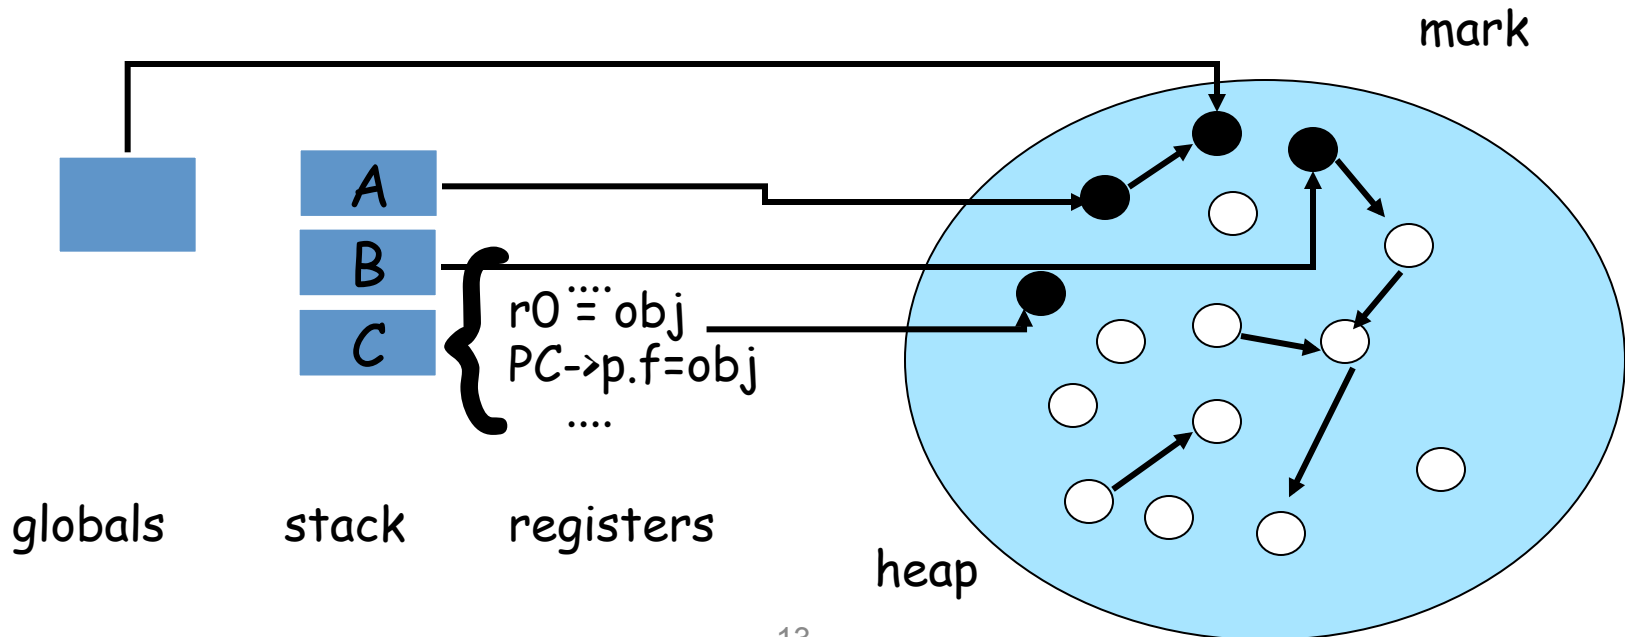 mark
A
B
C
....
r0 = obj
PC->p.f=obj
....
globals
stack
registers
heap